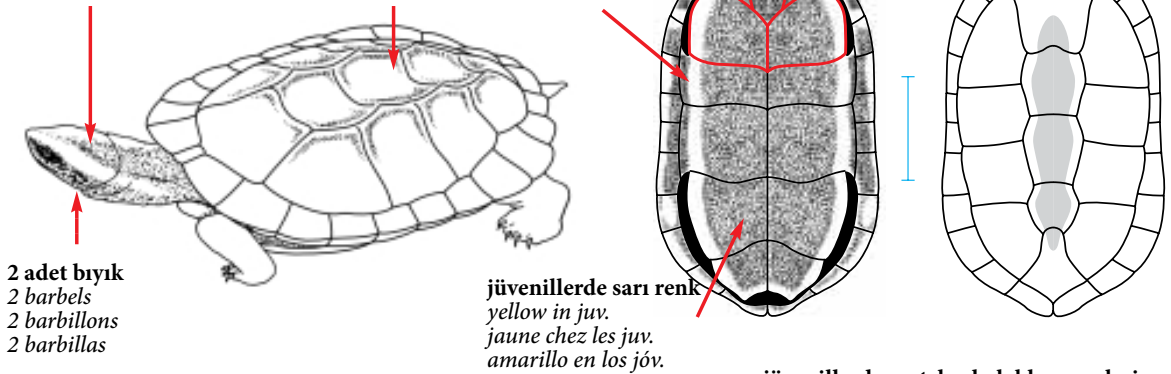 2 adet bıyık
2 barbels
2 barbillons
2 barbillas
jüvenillerde sarı renk
yellow in juv.
jaune chez les juv.
amarillo en los jóv.